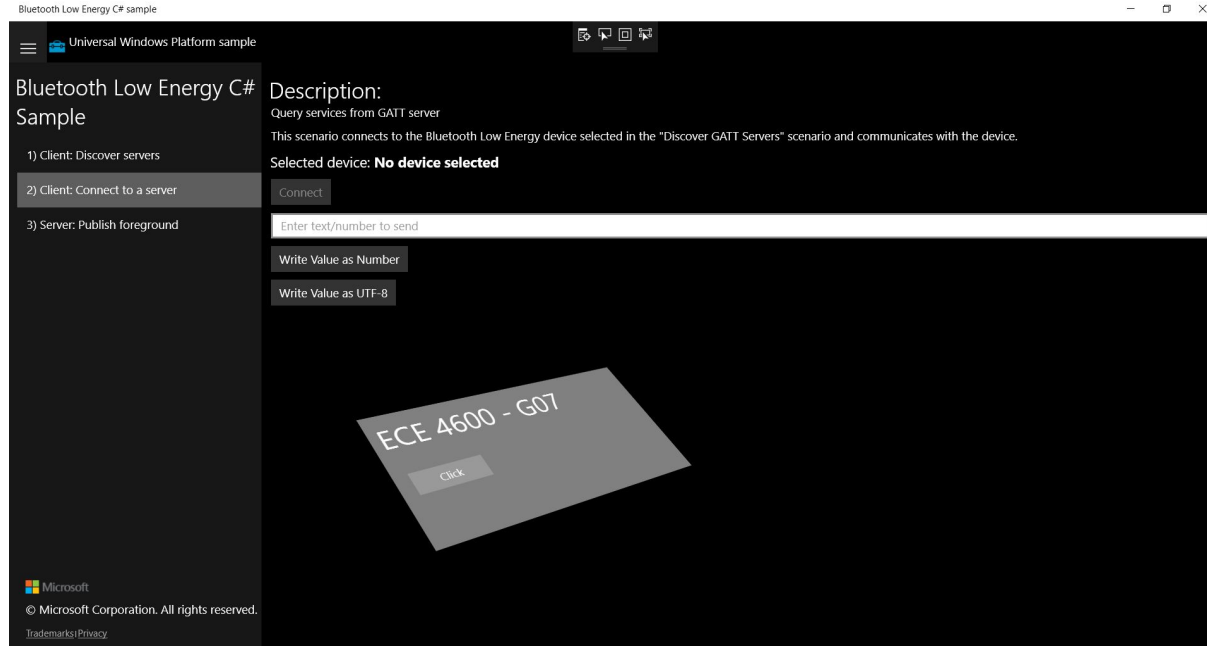 Bluetooth Low Energy C# sample
Universal Windows Platform sample
Bluetooth Low Energy C#
Sample
1) Client: Discover servers
2) Client: Connect to a server
3) Server: Publish foreground
Microsoft
© Microsoft Corporation. All rights reserved.
Trademarks|Privacy
Description:
Query services from GATT server
This scenario connects to the Bluetooth Low Energy device selected in the "Discover GATT Servers" scenario and communicates with the device.
Selected device: No device selected
Connect
Enter text/number to send
Write Value as Number
Write Value as UTF-8
ECE 4600 - G07
Click